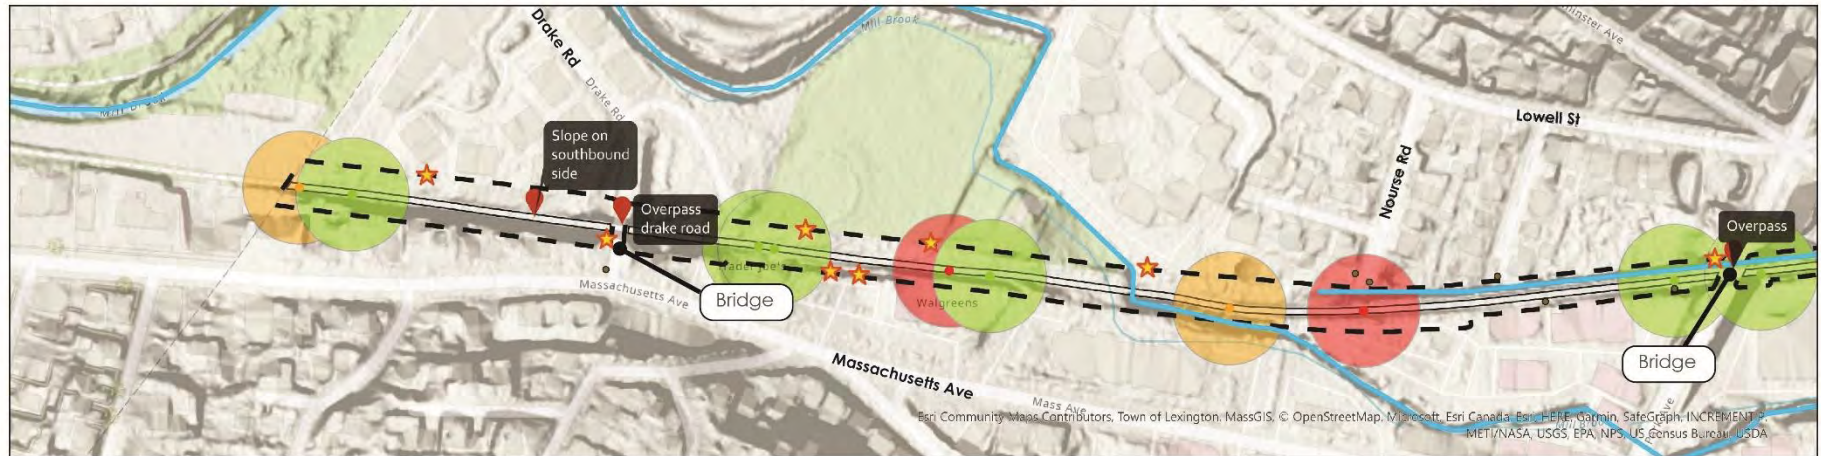 Mill Brook
Drake Rd
Drake Rd
Mill Brook
minster Ave
Lowell St
Nourse Rd
Slope on
southbound
side
Overpass
drake road
Overpass
Trader Joe's
Walgreens
Massachusetts Ave
Bridge
Bridge
Massachusetts Ave
Mass Ave
Esri Community Maps Contributors, Town of Lexington, MassGIS, © OpenStreetMap, Microsoft, Esri Canada, Esri, HERE, Garmin, SafeGraph, INCREMENT P,
METI/NASA, USGS, EPA, NPS, US Census Bureau, USDA